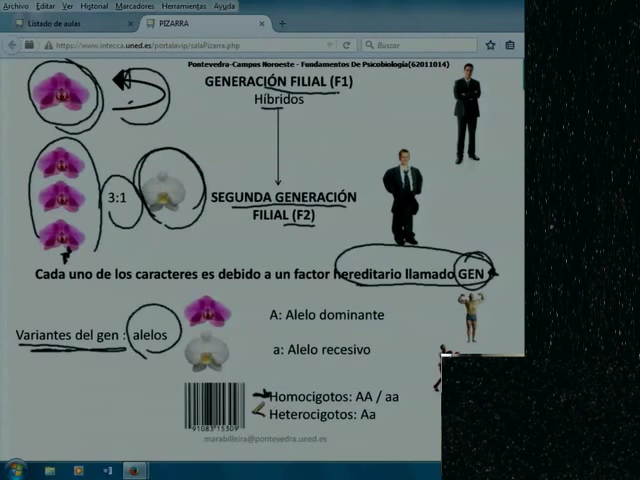 Archivo Editar Ver Historial Marcadores Herramientas Ayuda
Listado de aulas
PIZARRA
https://www.intecca.uned.es/portalavip/salaPizarra.php
Buscar
Pontevedra-Campus Noroeste - Fundamentos De Psicobiología(62011014)
GENERACIÓN FILIAL (F1)
Híbridos
3:1
SEGUNDA GENERACIÓN
FILIAL (F2)
Cada uno de los caracteres es debido a un factor hereditario llamado GEN
A: Alelo dominante
Variantes del gen : alelos
a: Alelo recesivo
Homocigotos: AA / aa
Heterocigotos: Aa
91083 15309
marabilleira@pontevedra.uned.es